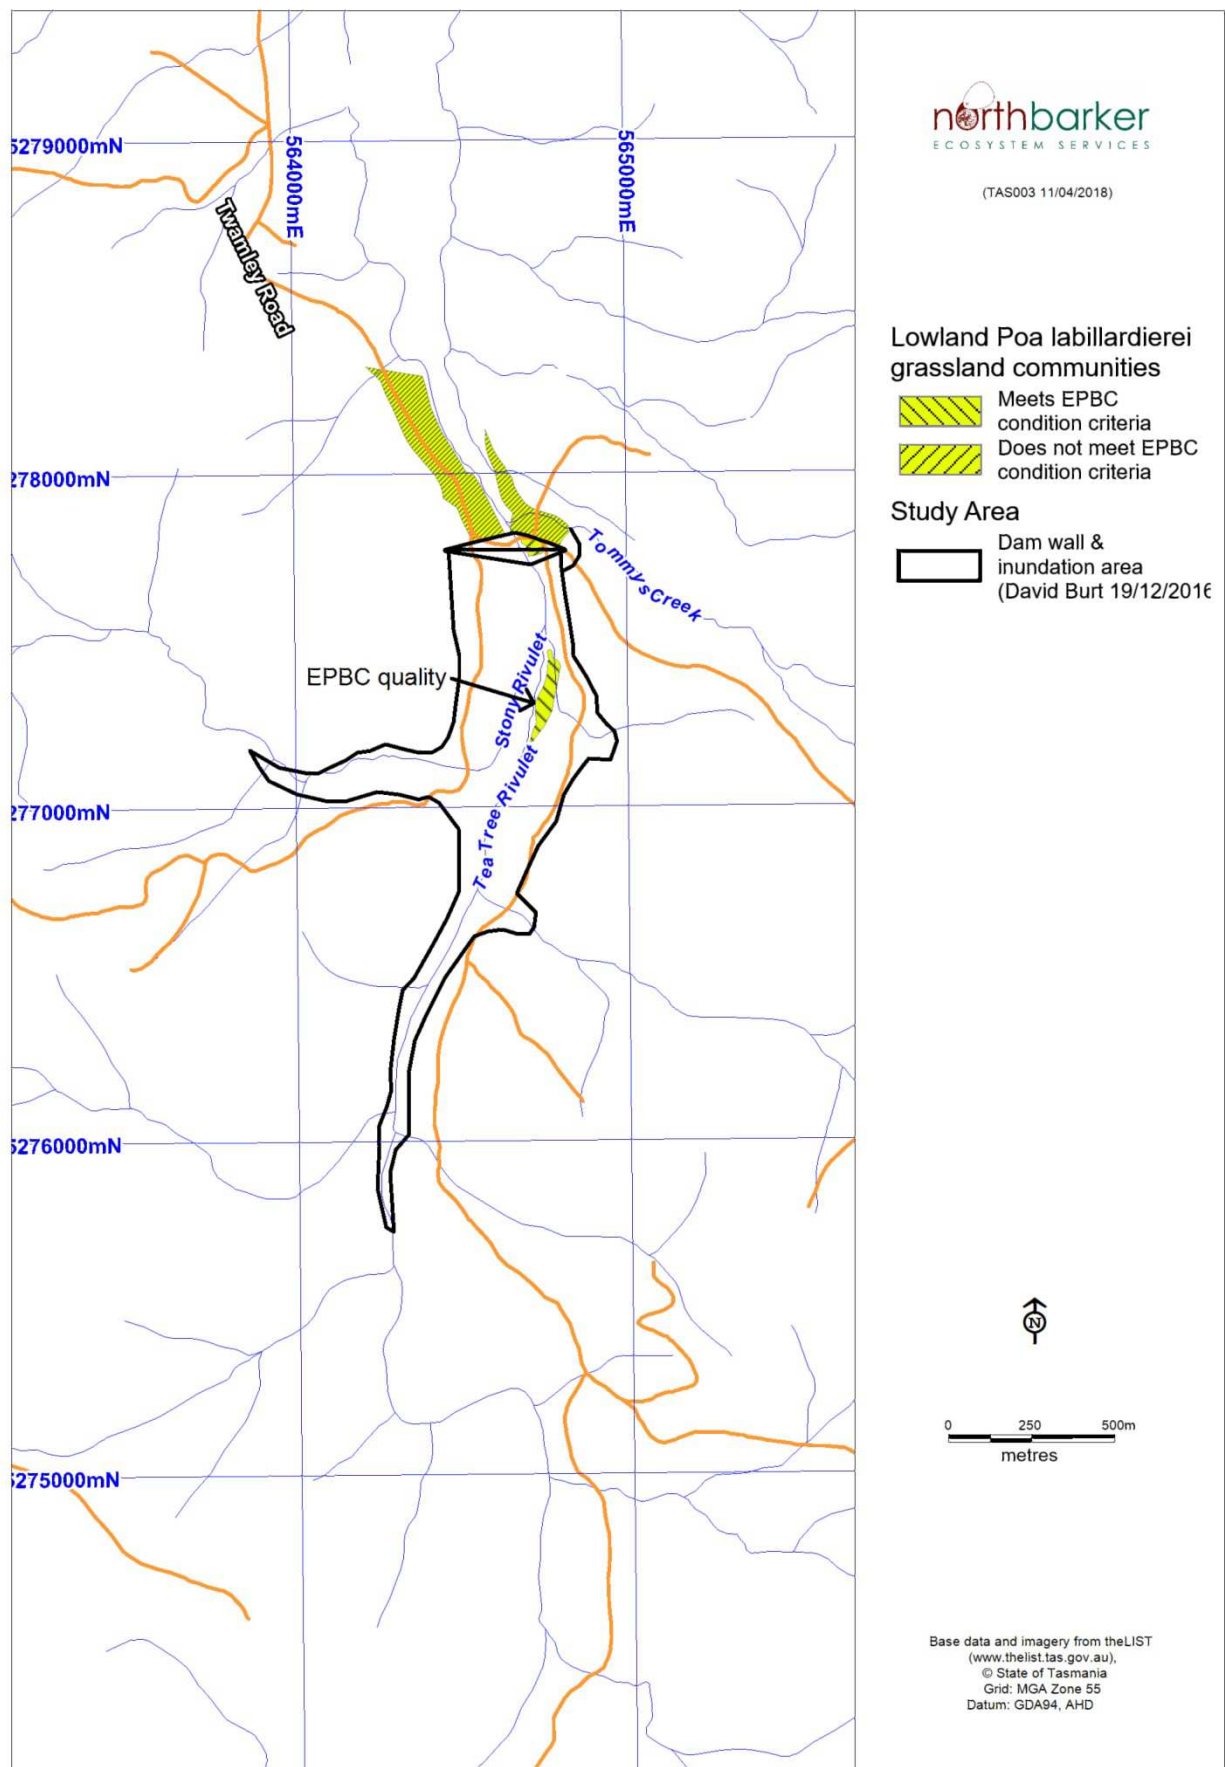 northbarker
ECOSYSTEM SERVICES
(TAS003 11/04/2018)
5279000mN
564000mE
565000mE
Twamley Road
Lowland Poa labillardierei
grassland communities
Meets EPBC
condition criteria
Does not meet EPBC
condition criteria
Study Area
Dam wall &
inundation area
(David Burt 19/12/2016
278000mN
Tommys Creek
EPBC quality
Stony Rivulet
Tea Tree Rivulet
277000mN
5276000mN
N
0 250 500m
metres
5275000mN
Base data and imagery from theLIST
(www.thelist.tas.gov.au),
© State of Tasmania
Grid: MGA Zone 55
Datum: GDA94, AHD